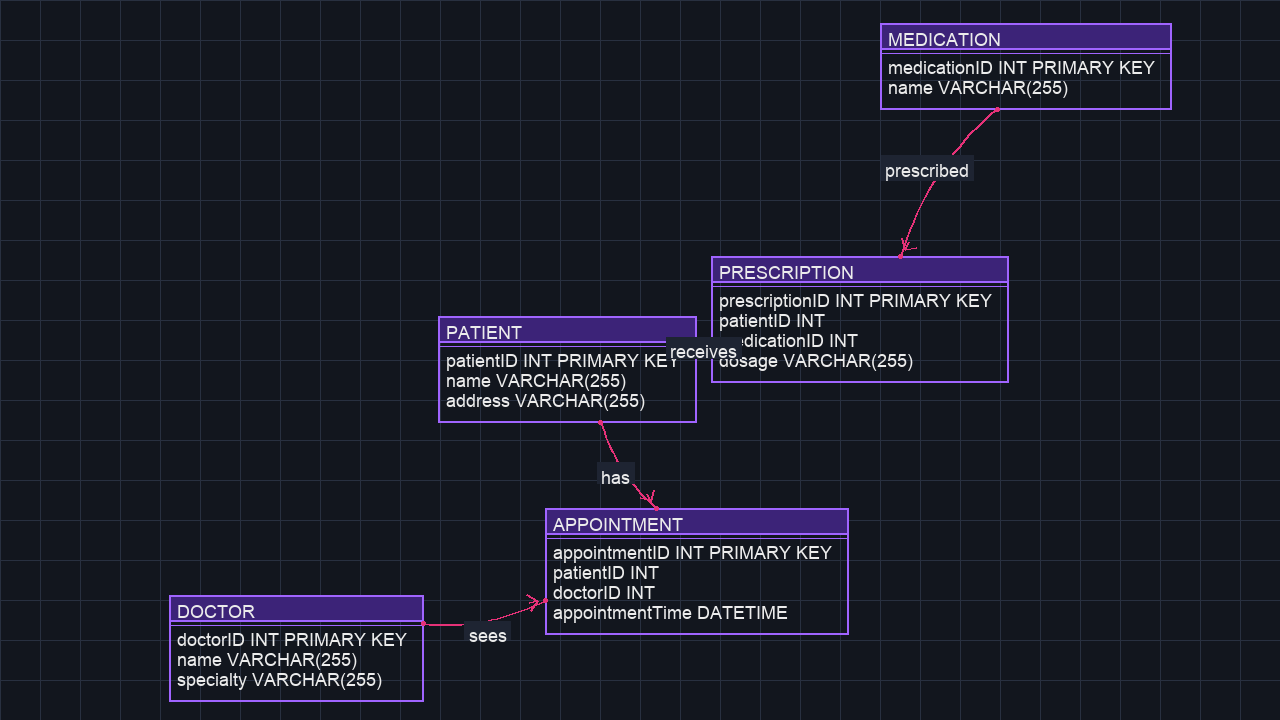 MEDICATION
medicationID INT PRIMARY KEY
name VARCHAR(255)
prescribed
PRESCRIPTION
prescriptionID INT PRIMARY KEY
patientID INT
edicationID INT
dosage VARCHAR(255)
receives
PATIENT
patientID INT PRIMARY KEY
name VARCHAR(255)
address VARCHAR(255)
has
APPOINTMENT
appointmentID INT PRIMARY KEY
patientID INT
doctorID INT
appointmentTime DATETIME
sees
DOCTOR
doctorID INT PRIMARY KEY
name VARCHAR(255)
specialty VARCHAR(255)